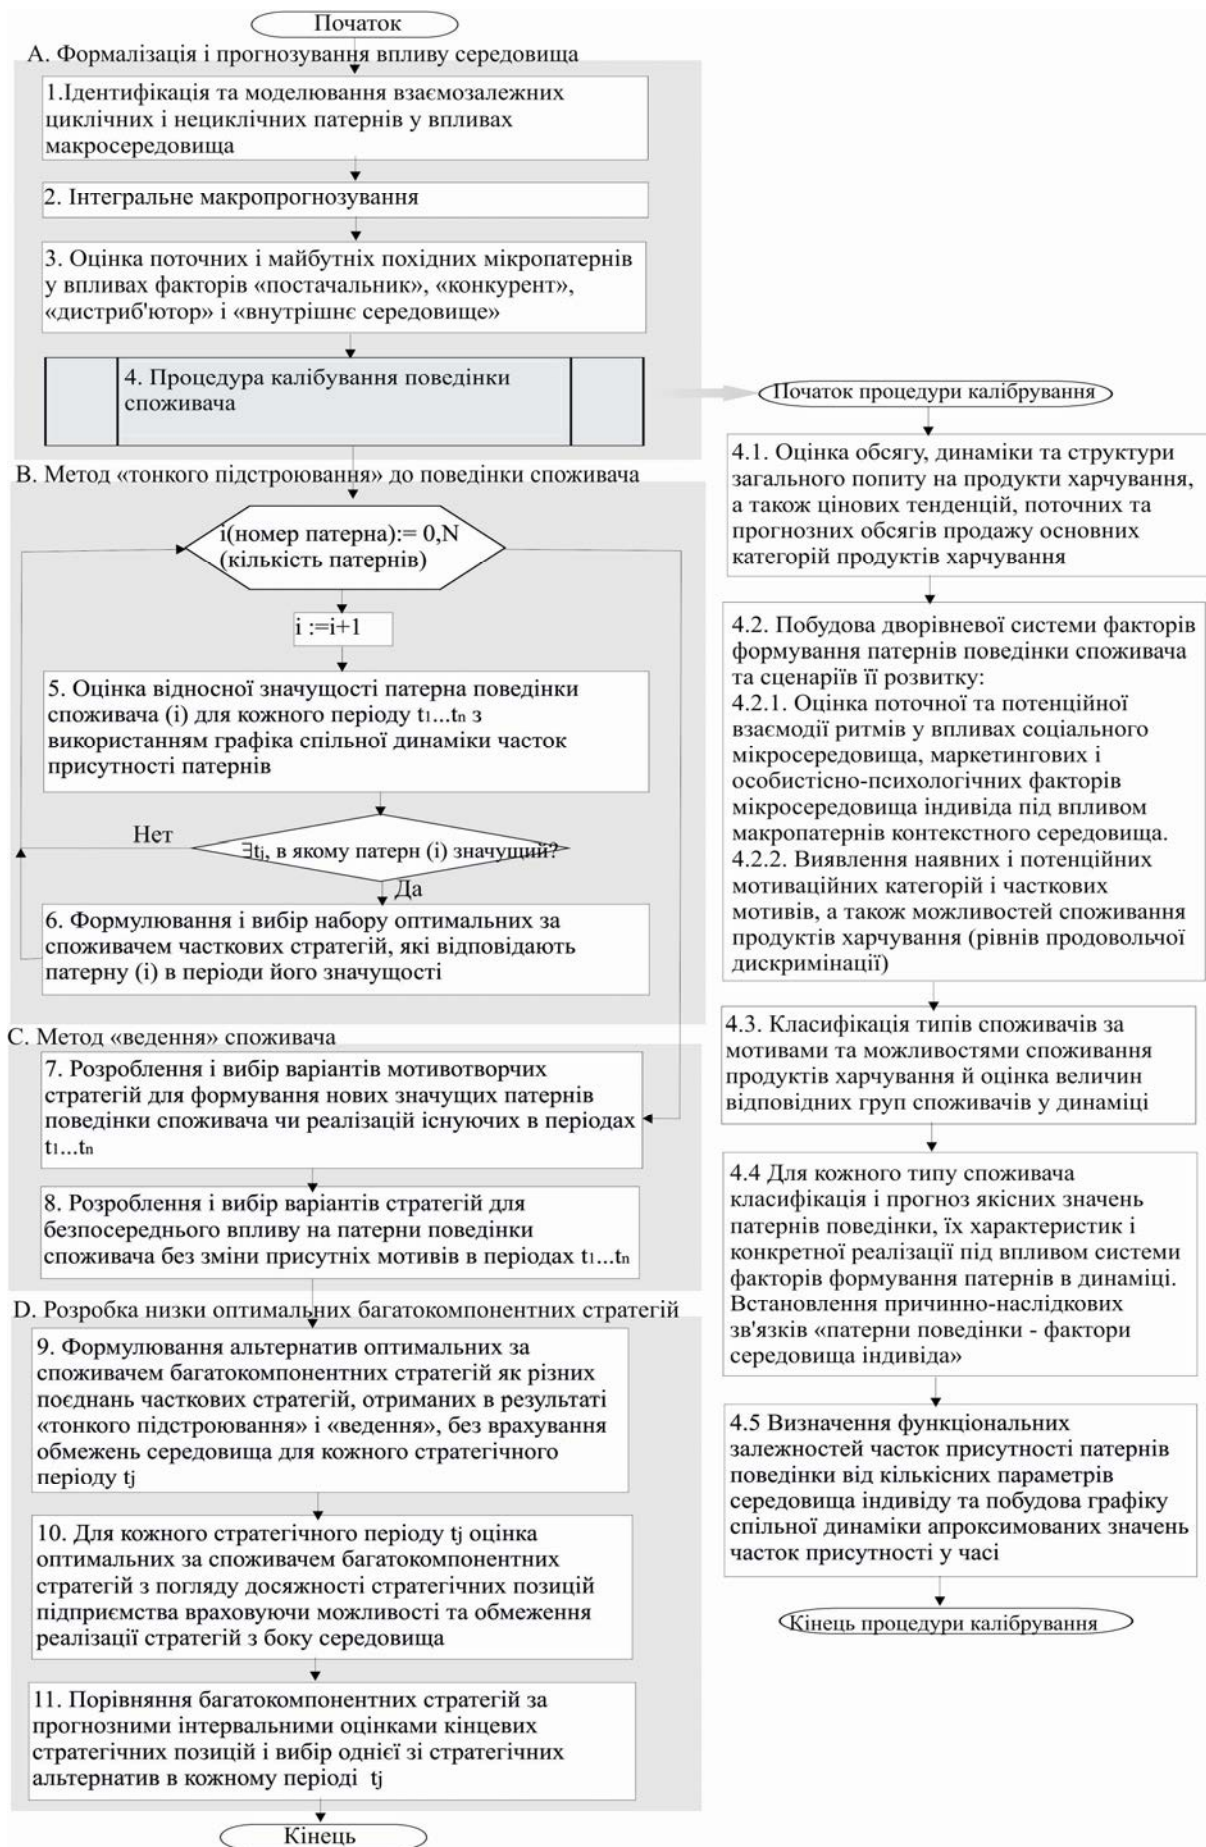 Початок
А. Формалізація і прогнозування впливу середовища
1.Ідентифікація та моделювання взаємозалежних
циклічних і нециклічних патернів у впливах
макросередовища
2. Інтегральне макропрогнозування
3. Оцінка поточних і майбутніх похідних мікропатернів
у впливах факторів «постачальник», «конкурент»,
«дистриб'ютор» і «внутрішнє середовище»
4. Процедура калібування поведінки
споживача
В. Метод «тонкого підстроювання» до поведінки споживача
і(номер патерна):= 0,N
(кількість патернів)
i :=i+1
5. Оцінка відносної значущості патерна поведінки
споживача (і) для кожного періоду t1...tn з
використанням графіка спільної динаміки часток
присутності патернів
Нет
∃tj, в якому патерн (і) значущий?
Да
6. Формулювання і вибір набору оптимальних за
споживачем часткових стратегій, які відповідають
патерну (і) в періоди його значущості
С. Метод «ведення» споживача
7. Розроблення і вибір варіантів мотивотворчих
стратегій для формування нових значущих патернів
поведінки споживача чи реалізацій існуючих в періодах
t1...tn
8. Розроблення і вибір варіантів стратегій для
безпосереднього впливу на патерни поведінки
споживача без зміни присутніх мотивів в періодах t1...tn
D. Розробка низки оптимальних багатокомпонентних стратегій
9. Формулювання альтернатив оптимальних за
споживачем багатокомпонентних стратегій як різних
поєднань часткових стратегій, отриманих в результаті
«тонкого підстроювання» і «ведення», без врахування
обмежень середовища для кожного стратегічного
періоду tj
10. Для кожного стратегічного періоду tj оцінка
оптимальних за споживачем багатокомпонентних
стратегій з погляду досяжності стратегічних позицій
підприємства враховуючи можливості та обмеження
реалізації стратегій з боку середовища
11. Порівняння багатокомпонентних стратегій за
прогнозними інтервальними оцінками кінцевих
стратегічних позицій і вибір однієї зі стратегічних
альтернатив в кожному періоді tj
Кінець
Початок процедури калібрування
4.1. Оцінка обсягу, динаміки та структури
загального попиту на продукти харчування,
а також цінових тенденцій, поточних та
прогнозних обсягів продажу основних
категорій продуктів харчування
4.2. Побудова дворівневої системи факторів
формування патернів поведінки споживача
та сценаріїв її розвитку:
4.2.1. Оцінка поточної та потенційної
взаємодії ритмів у впливах соціального
мікросередовища, маркетингових і
особистісно-психологічних факторів
мікросередовища індивіда під впливом
макропатернів контекстного середовища.
4.2.2. Виявлення наявних і потенційних
мотиваційних категорій і часткових
мотивів, а також можливостей споживання
продуктів харчування (рівнів продовольчої
дискримінації)
4.3. Класифікація типів споживачів за
мотивами та можливостями споживання
продуктів харчування й оцінка величин
відповідних груп споживачів у динаміці
4.4 Для кожного типу споживача
класифікація і прогноз якісних значень
патернів поведінки, їх характеристик і
конкретної реалізації під впливом системи
факторів формування патернів в динаміці.
Встановлення причинно-наслідкових
зв'язків «патерни поведінки - фактори
середовища індивіда»
4.5 Визначення функціональних
залежностей часток присутності патернів
поведінки від кількісних параметрів
середовища індивіду та побудова графіку
спільної динаміки апроксимованих значень
часток присутності у часі
Кінець процедури калібрування